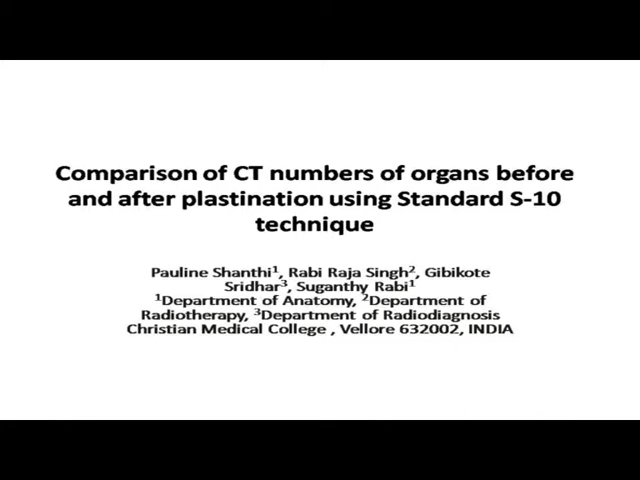 Comparison of CT numbers of organs before
and after plastination using Standard S-10
technique
Pauline Shanthi¹, Rabi Raja Singh², Gibikote
Sridhar³, Suganthy Rabi¹
¹Department of Anatomy, ²Department of
Radiotherapy, ³Department of Radiodiagnosis
Christian Medical College , Vellore 632002, INDIA